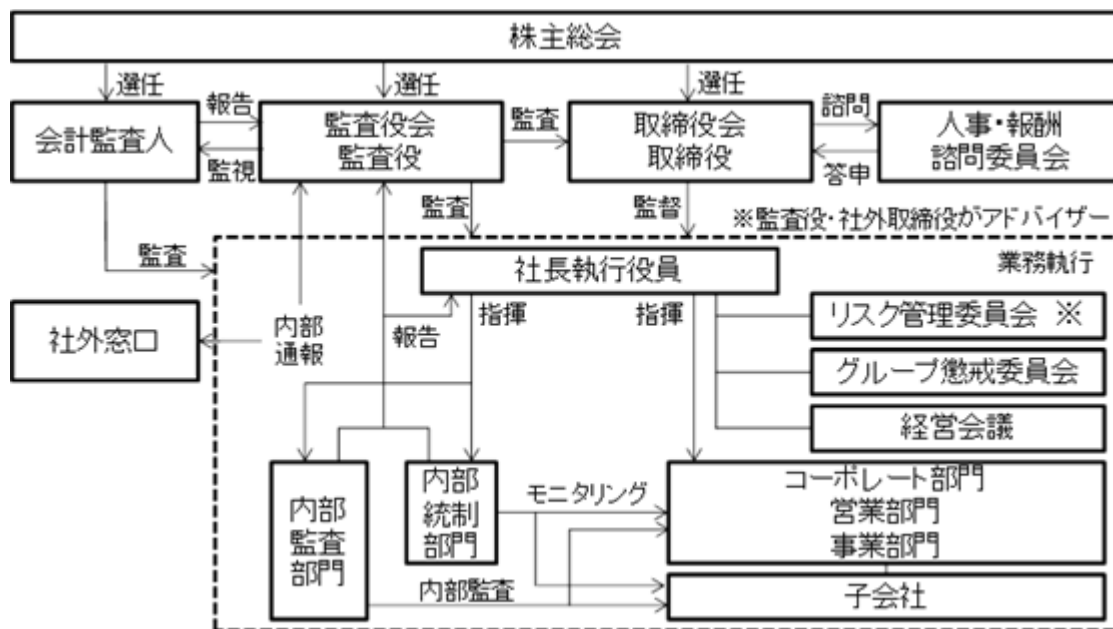 株主総会
選任
選任
選任
会計監査人
報告
監視
監査役会
監査役
監査
取締役会
取締役
諮問
答申
人事・報酬
諮問委員会
監査
監督
※監査役・社外取締役がアドバイザー
監査
業務執行
社長執行役員
社外窓口
内部
通報
報告
指揮
指揮
リスク管理委員会 ※
グループ懲戒委員会
経営会議
内部
監査
部門
内部
統制
部門
モニタリング
コーポレート部門
営業部門
事業部門
内部監査
子会社